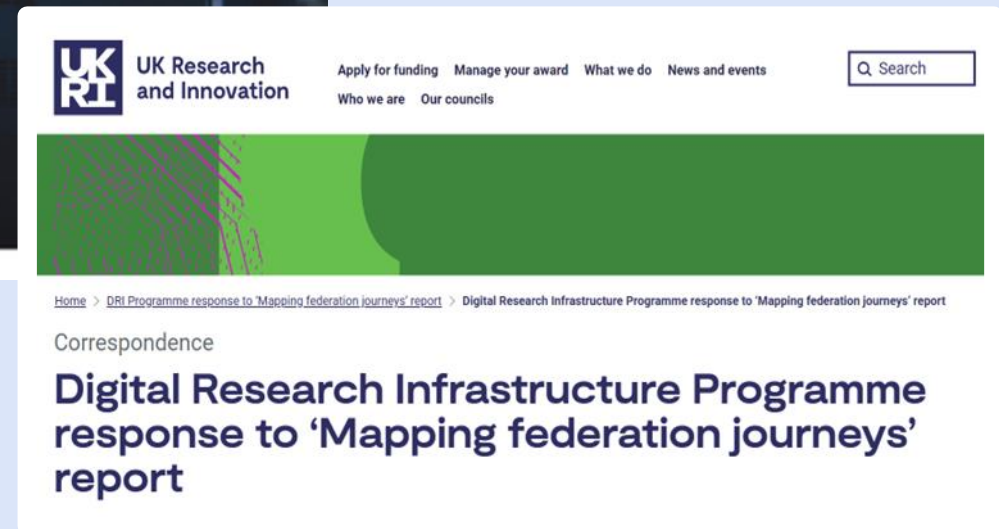 UK
RI
UK Research
and Innovation
Apply for funding Manage your award What we do News and events
Who we are Our councils
Search
Home > DRI Programme response to 'Mapping federation journeys' report > Digital Research Infrastructure Programme response to 'Mapping federation journeys' report
Correspondence
Digital Research Infrastructure Programme
response to ‘Mapping federation journeys’
report